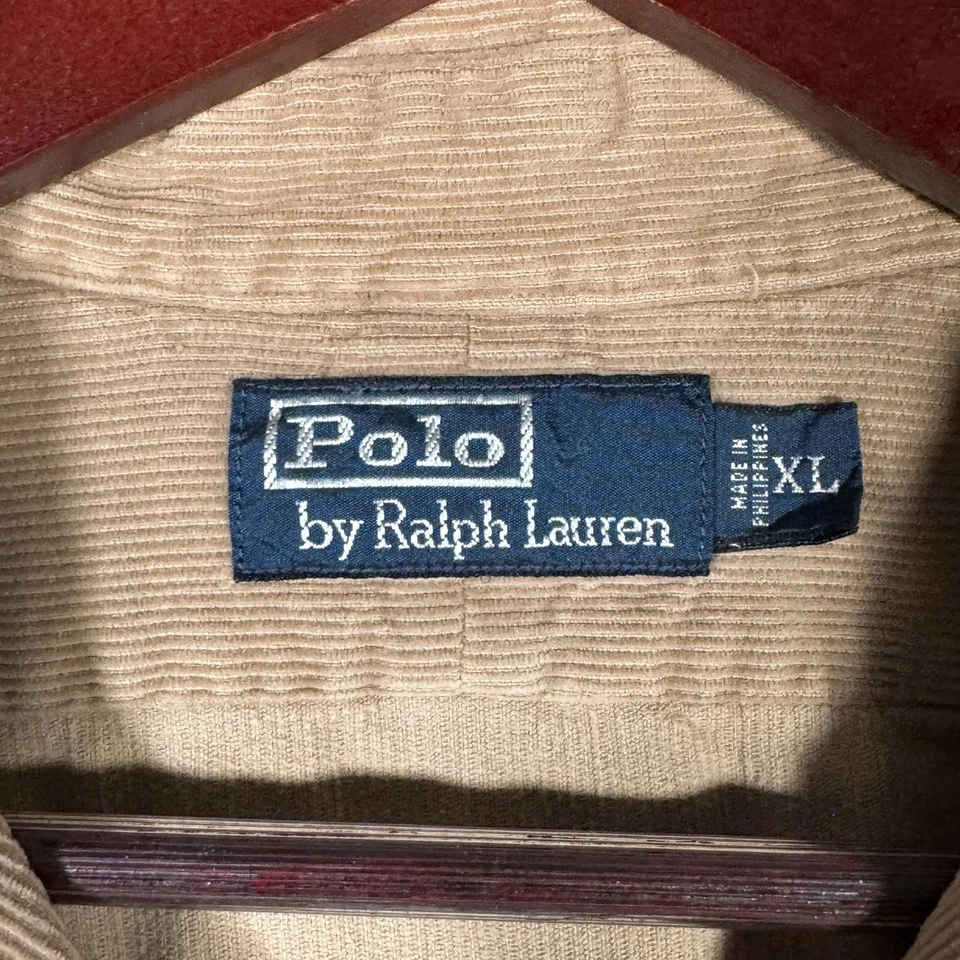 Polo
by Ralph Lauren
MADE IN
PHILIPPINES
XL